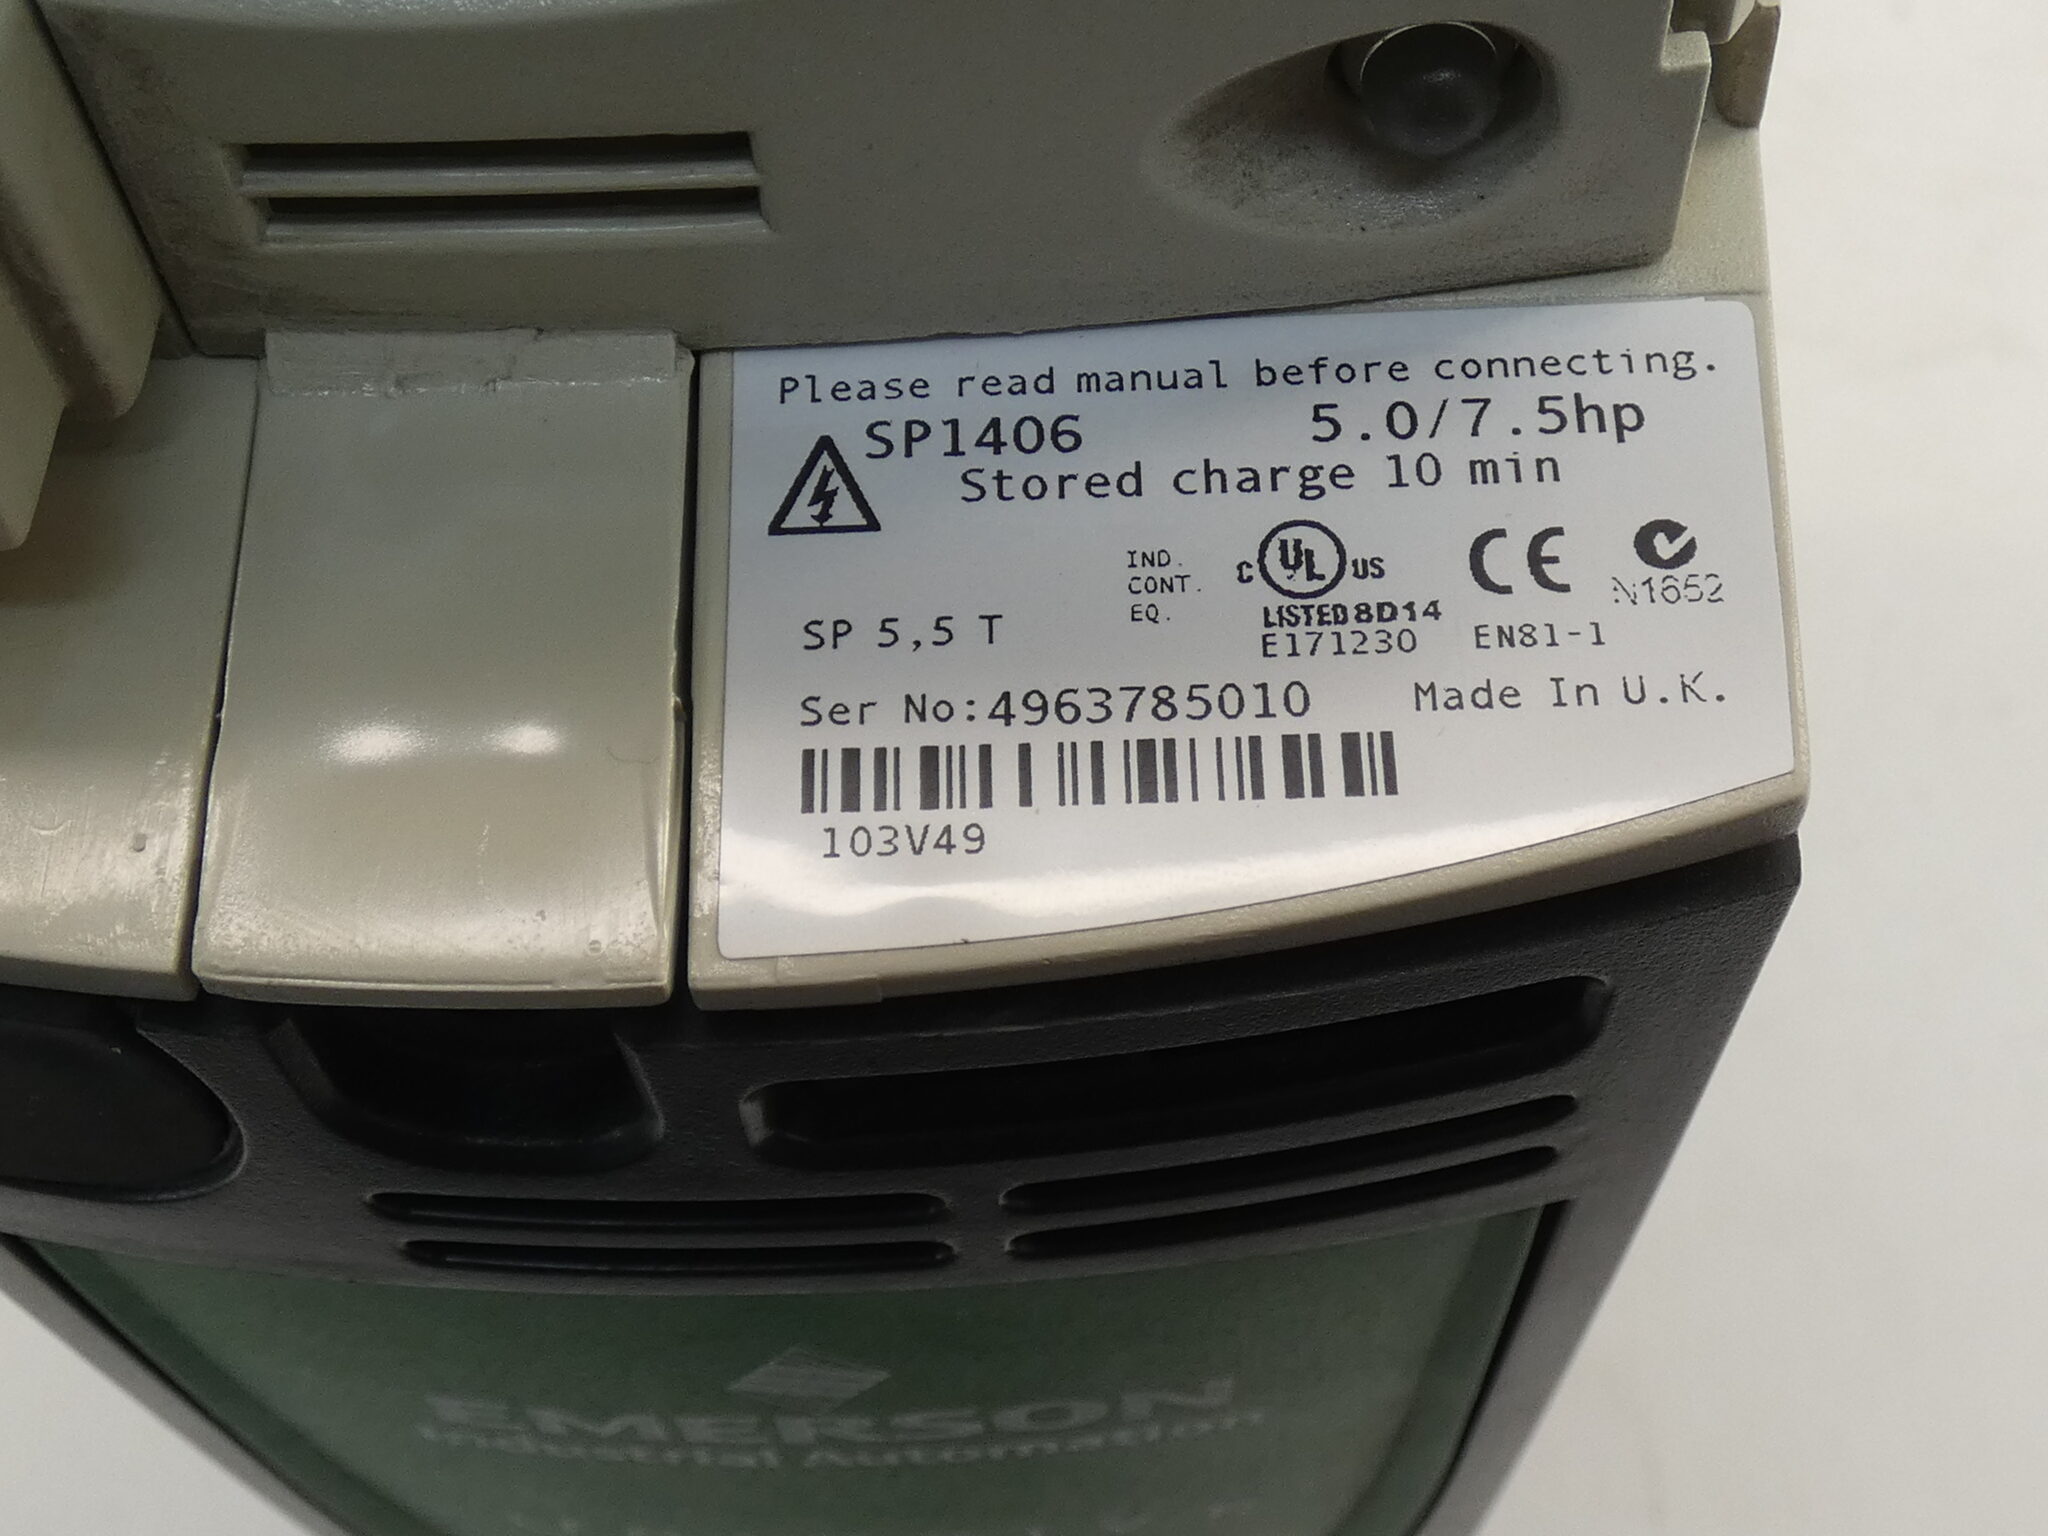 Please read manual before connecting.
SP1406 5.0/7.5hp
Stored charge 10 min
IND.
CONT.
EQ.
C UL US
LISTED 8D14
E171230
CE
N1652
EN81-1
SP 5,5 T
Ser No:4963785010 Made In U.K.
103V49
EMERSON
Industrial Automation